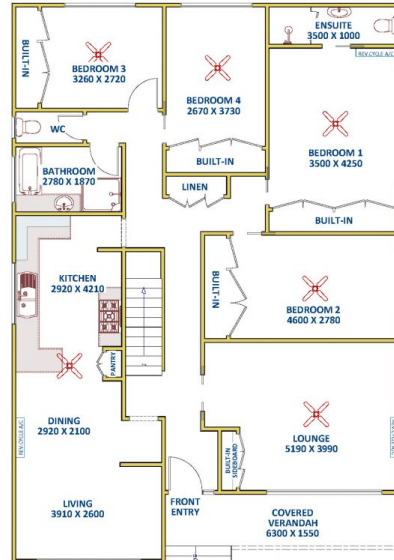 ENSUITE
3500 X 1000
REV.CYCLE A/C
BUILT-IN
BEDROOM 3
3260 X 2720
BEDROOM 4
2670 X 3730
WC
BEDROOM 1
3500 X 4250
BUILT-IN
BATHROOM
2780 X 1870
LINEN
BUILT-IN
KITCHEN
2920 X 4210
BUILT-IN
BEDROOM 2
4600 X 2780
PANTRY
DINING
2920 X 2100
REV.CYCLE A/C
LOUNGE
5190 X 3990
BUILT-IN
SIDEBOARD
LIVING
3910 X 2600
FRONT
ENTRY
COVERED
VERANDAH
6300 X 1550